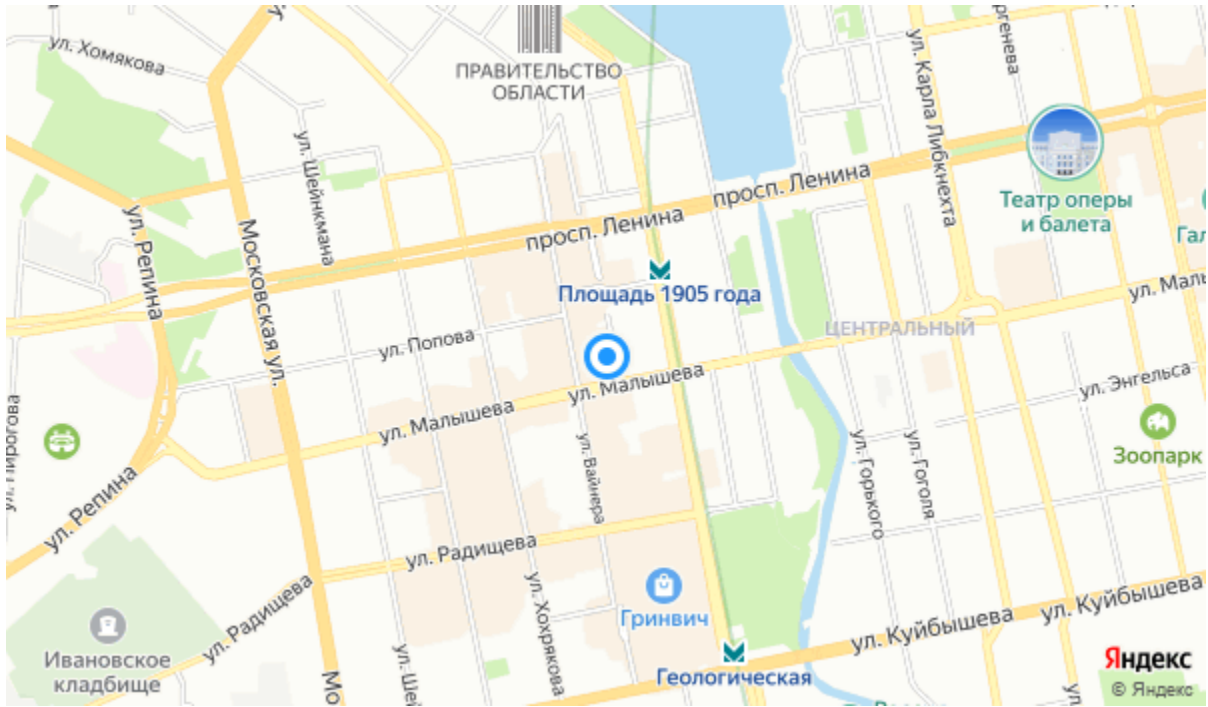 ул. Хомякова
ПРАВИТЕЛЬСТВО
ОБЛАСТИ
ул. Карла Либкнехта
ул. Шейнкмана
просп. Ленина
просп. Ленина
Театр оперы
и балета
ул. Репина
Московская ул.
Площадь 1905 года
ЦЕНТРАЛЬНЫЙ
ул. Попова
ул. Малышева
ул. Малышева
ул. Энгельса
Зоопарк
ул. Вайнера
ул. Горького
ул. Гоголя
ул. Репина
ул. Радищева
ул. Радищева
ул. Хохрякова
Гринвич
ул. Куйбышева
ул. Куйбышева
Ивановское
кладбище
Геологическая
Яндекс
© Яндекс